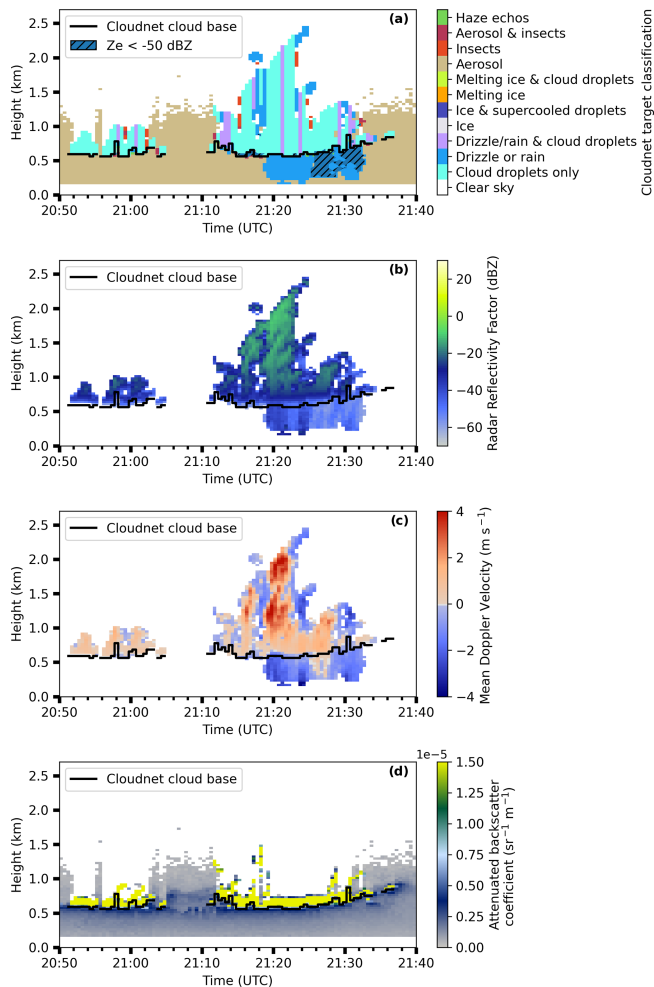 Cloudnet cloud base
Ze < -50 dBZ
(a)
2.5
2.0
1.5
1.0
0.5
0.0
Height (km)
20:50 21:00 21:10 21:20 21:30 21:40
Time (UTC)
Haze echos
Aerosol & insects
Insects
Aerosol
Melting ice & cloud droplets
Melting ice
Ice & supercooled droplets
Ice
Drizzle/rain & cloud droplets
Drizzle or rain
Cloud droplets only
Clear sky
Cloudnet target classification
Cloudnet cloud base
(b)
2.5
2.0
1.5
1.0
0.5
0.0
Height (km)
20:50 21:00 21:10 21:20 21:30 21:40
Time (UTC)
20
0
−20
−40
−60
Radar Reflectivity Factor (dBZ)
Cloudnet cloud base
(c)
2.5
2.0
1.5
1.0
0.5
0.0
Height (km)
20:50 21:00 21:10 21:20 21:30 21:40
Time (UTC)
4
2
0
−2
−4
Mean Doppler Velocity (m s⁻¹)
Cloudnet cloud base
(d)
2.5
2.0
1.5
1.0
0.5
0.0
Height (km)
20:50 21:00 21:10 21:20 21:30 21:40
Time (UTC)
1e−5
1.50
1.25
1.00
0.75
0.50
0.25
0.00
Attenuated backscatter
coefficient (sr⁻¹ m⁻¹)